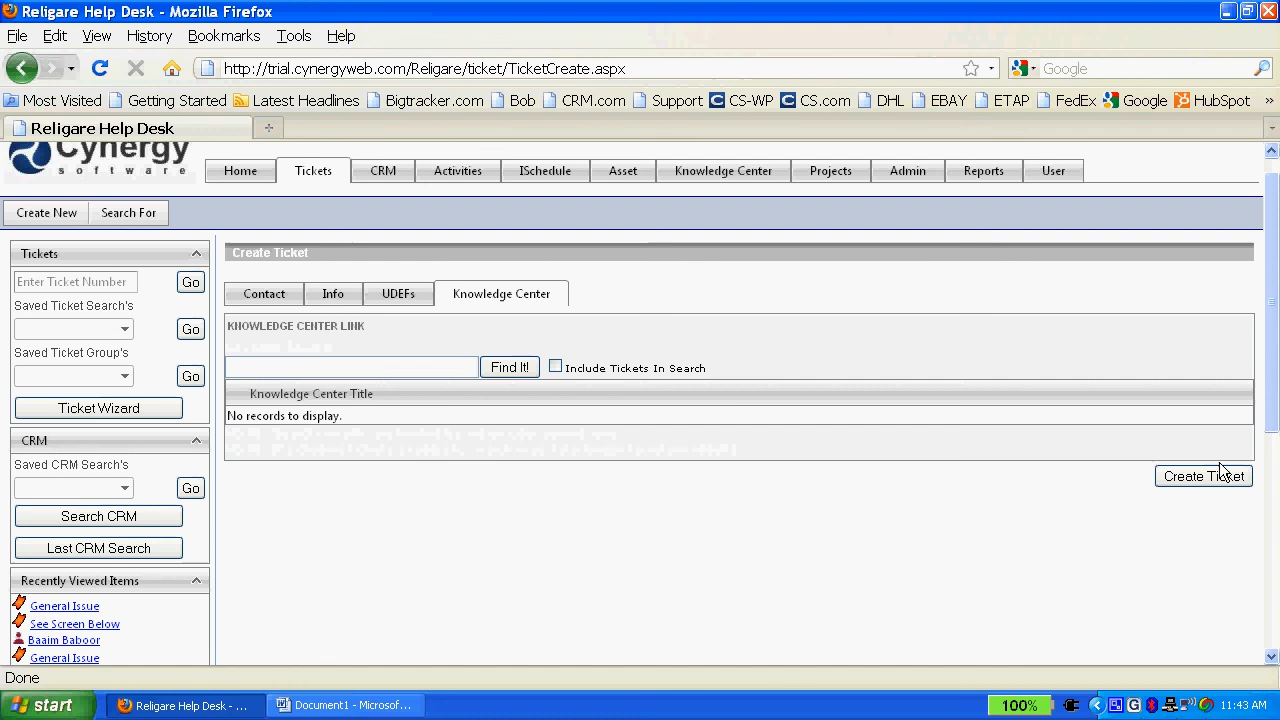 Religare Help Desk - Mozilla Firefox
File Edit View History Bookmarks Tools Help
http://trial.cynergyweb.com/Religare/ticket/TicketCreate.aspx
Google
Most Visited Getting Started Latest Headlines Bigtracker.com Bob CRM.com Support CS-WP CS.com DHL EBAY ETAP FedEx Google HubSpot »
Religare Help Desk
Cynergy
software
Home Tickets CRM Activities ISchedule Asset Knowledge Center Projects Admin Reports User
Create New Search For
Tickets
Enter Ticket Number Go
Saved Ticket Search's
Go
Saved Ticket Group's
Go
Ticket Wizard
CRM
Saved CRM Search's
Go
Search CRM
Last CRM Search
Recently Viewed Items
General Issue
See Screen Below
Baaim Baboor
General Issue
Create Ticket
Contact Info UDEFs Knowledge Center
KNOWLEDGE CENTER LINK
Find It! Include Tickets In Search
Knowledge Center Title
No records to display.
Create Ticket
Done
start Religare Help Desk - ... Document1 - Microsof... 100% 11:43 AM